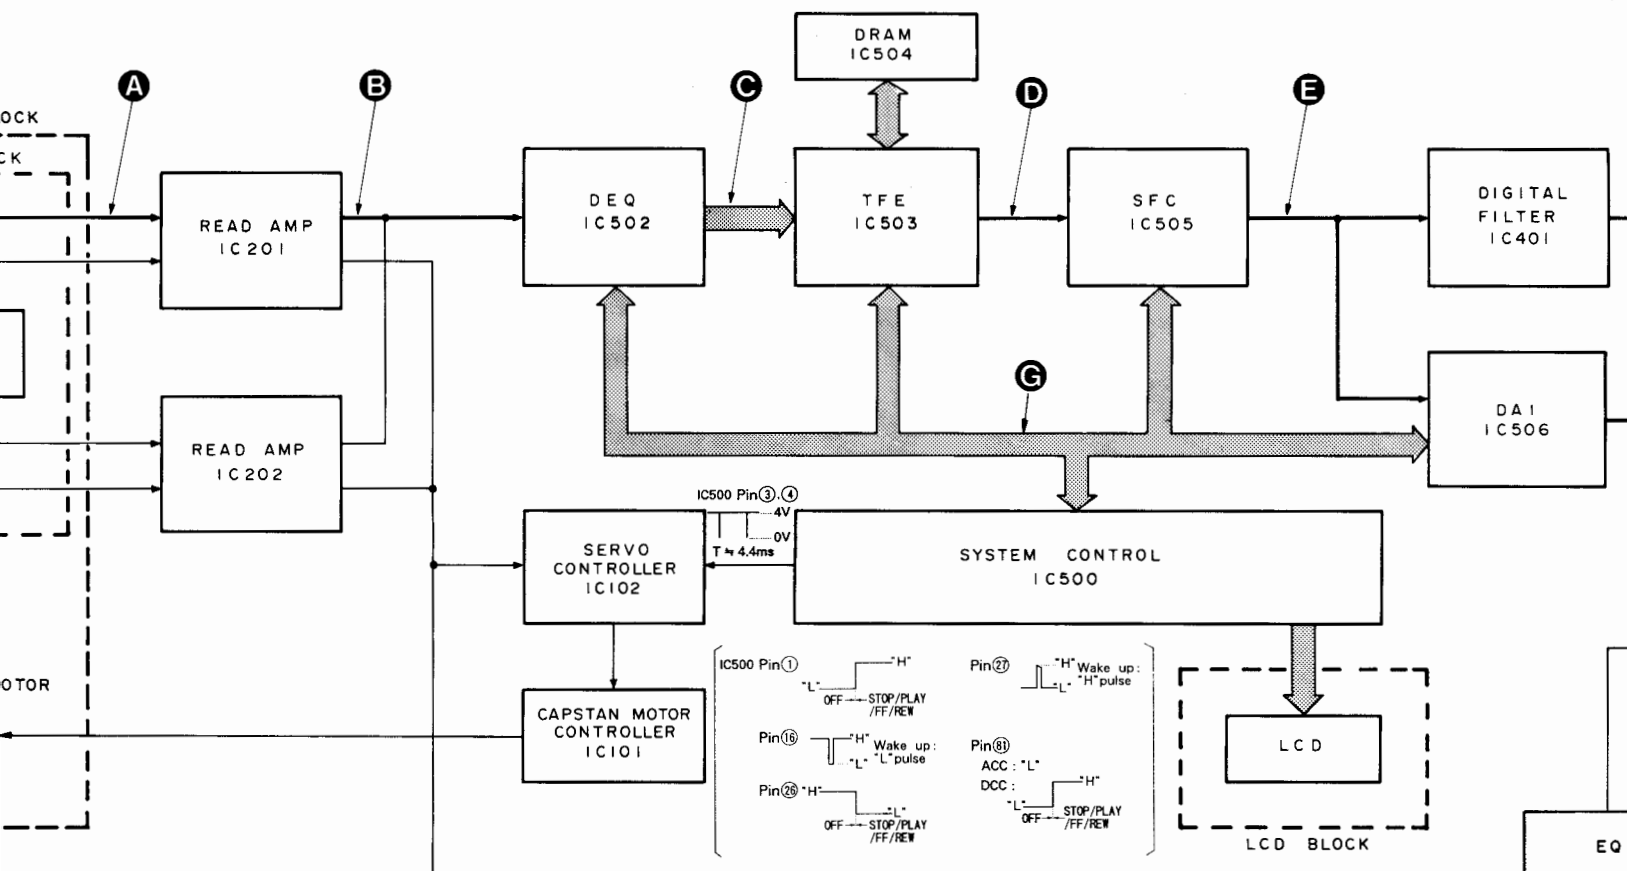 DRAM
IC504
A
B
C
D
E
OCK
CK
READ AMP
IC201
DEQ
IC502
TFE
IC503
SFC
IC505
DIGITAL
FILTER
IC401
G
READ AMP
IC202
DAI
IC506
IC500 Pin③.④
4V
0V
T≒4.4ms
SERVO
CONTROLLER
IC102
SYSTEM CONTROL
IC500
OTOR
CAPSTAN MOTOR
CONTROLLER
IC101
IC500 Pin①
"H"
"L"
OFF STOP/PLAY
/FF/REW
Pin㉗
"H" Wake up:
"L" "H"pulse
Pin⑯
"H" Wake up:
"L" "L"pulse
Pin㉖ "H"
"L"
OFF STOP/PLAY
/FF/REW
Pin(81)
ACC: "L"
DCC:
"H"
"L"
OFF STOP/PLAY
/FF/REW
LCD
LCD BLOCK
EQ